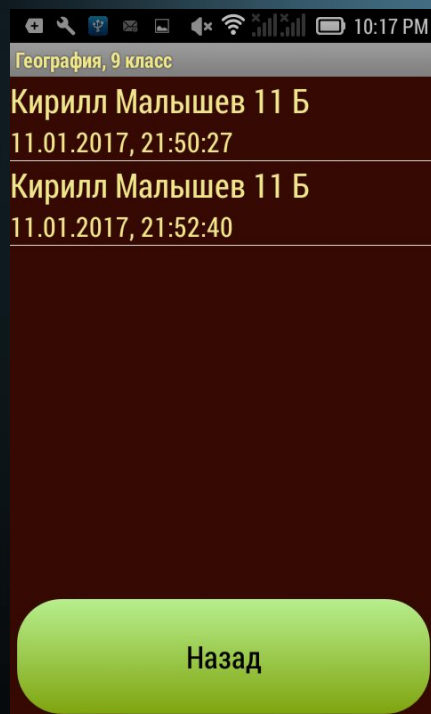 10:17 PM
География, 9 класс
Кирилл Малышев 11 Б
11.01.2017, 21:50:27
Кирилл Малышев 11 Б
11.01.2017, 21:52:40
Назад